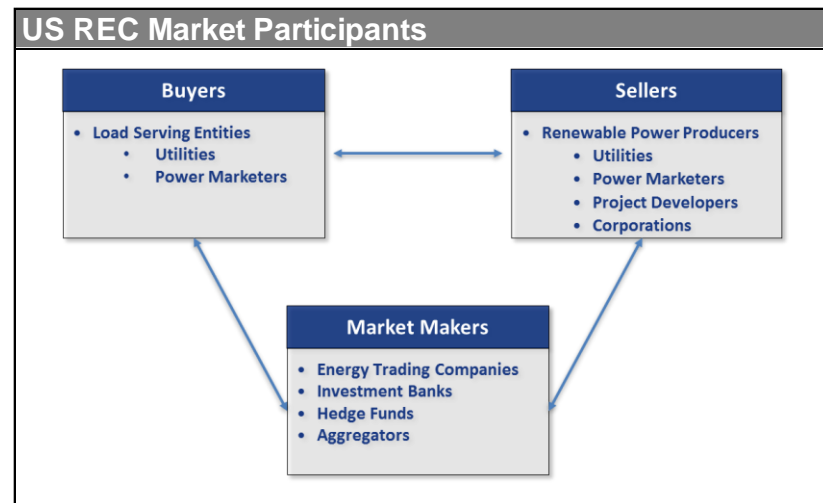 US REC Market Participants
Buyers
• Load Serving Entities
• Utilities
• Power Marketers
Sellers
• Renewable Power Producers
• Utilities
• Power Marketers
• Project Developers
• Corporations
Market Makers
• Energy Trading Companies
• Investment Banks
• Hedge Funds
• Aggregators